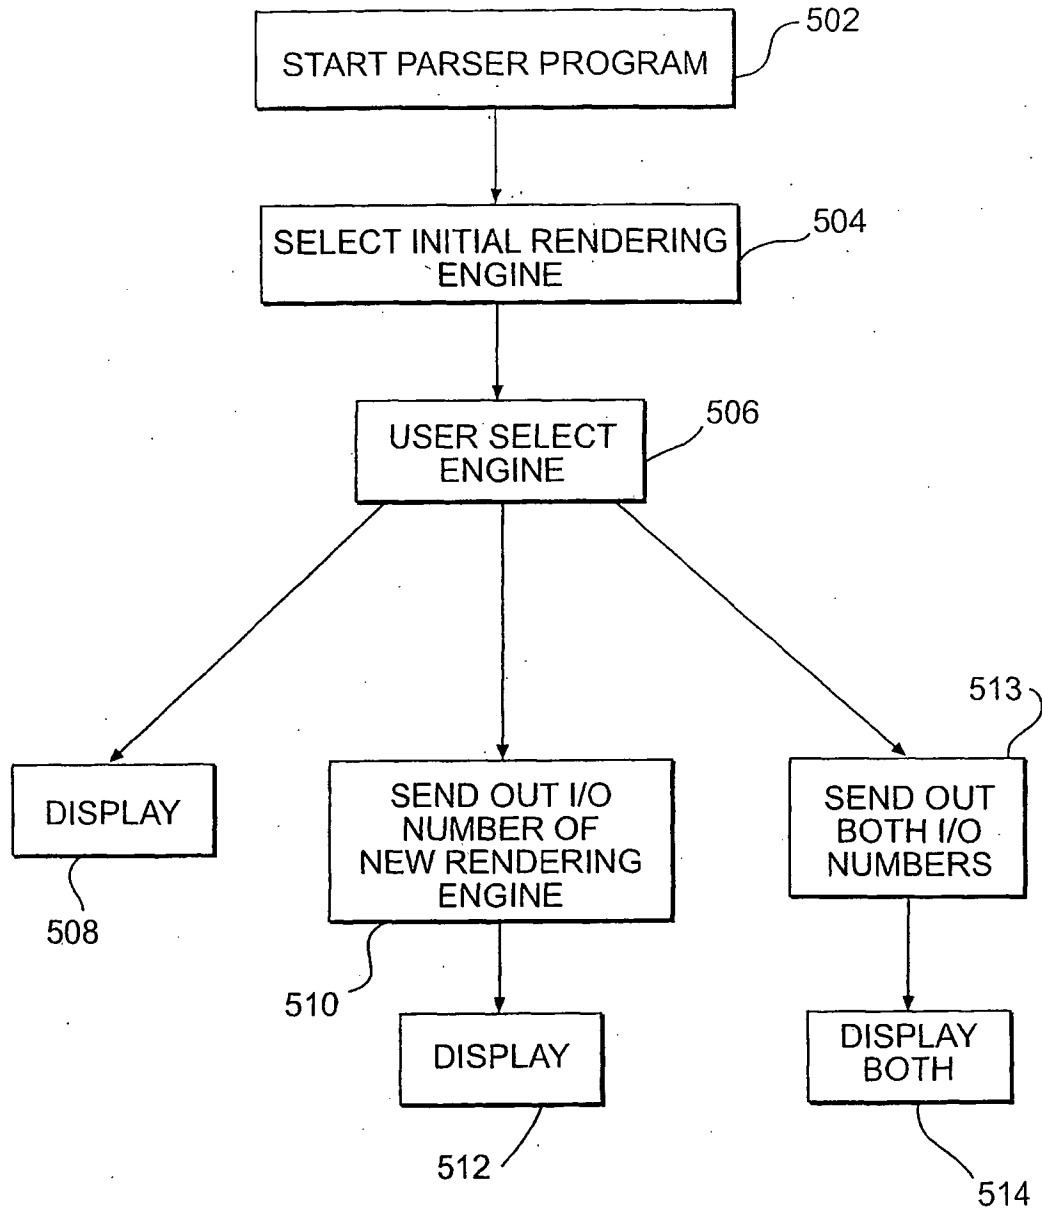 502
START PARSER PROGRAM
504
SELECT INITIAL RENDERING
ENGINE
506
USER SELECT
ENGINE
513
DISPLAY
508
SEND OUT I/O
NUMBER OF
NEW RENDERING
ENGINE
510
SEND OUT
BOTH I/O
NUMBERS
DISPLAY
512
DISPLAY
BOTH
514